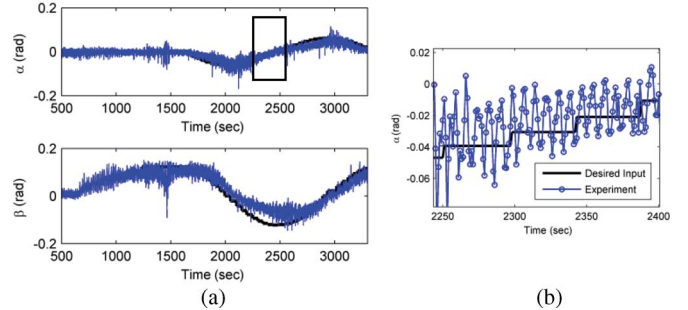 0.2
α (rad)
0
-0.2
500 1000 1500 2000 2500 3000
Time (sec)
0.2
β (rad)
0
-0.2
500 1000 1500 2000 2500 3000
Time (sec)
(a)
0.02
0
-0.02
α (rad)
-0.04
-0.06
Desired Input
Experiment
2250 2300 2350 2400
Time (sec)
(b)